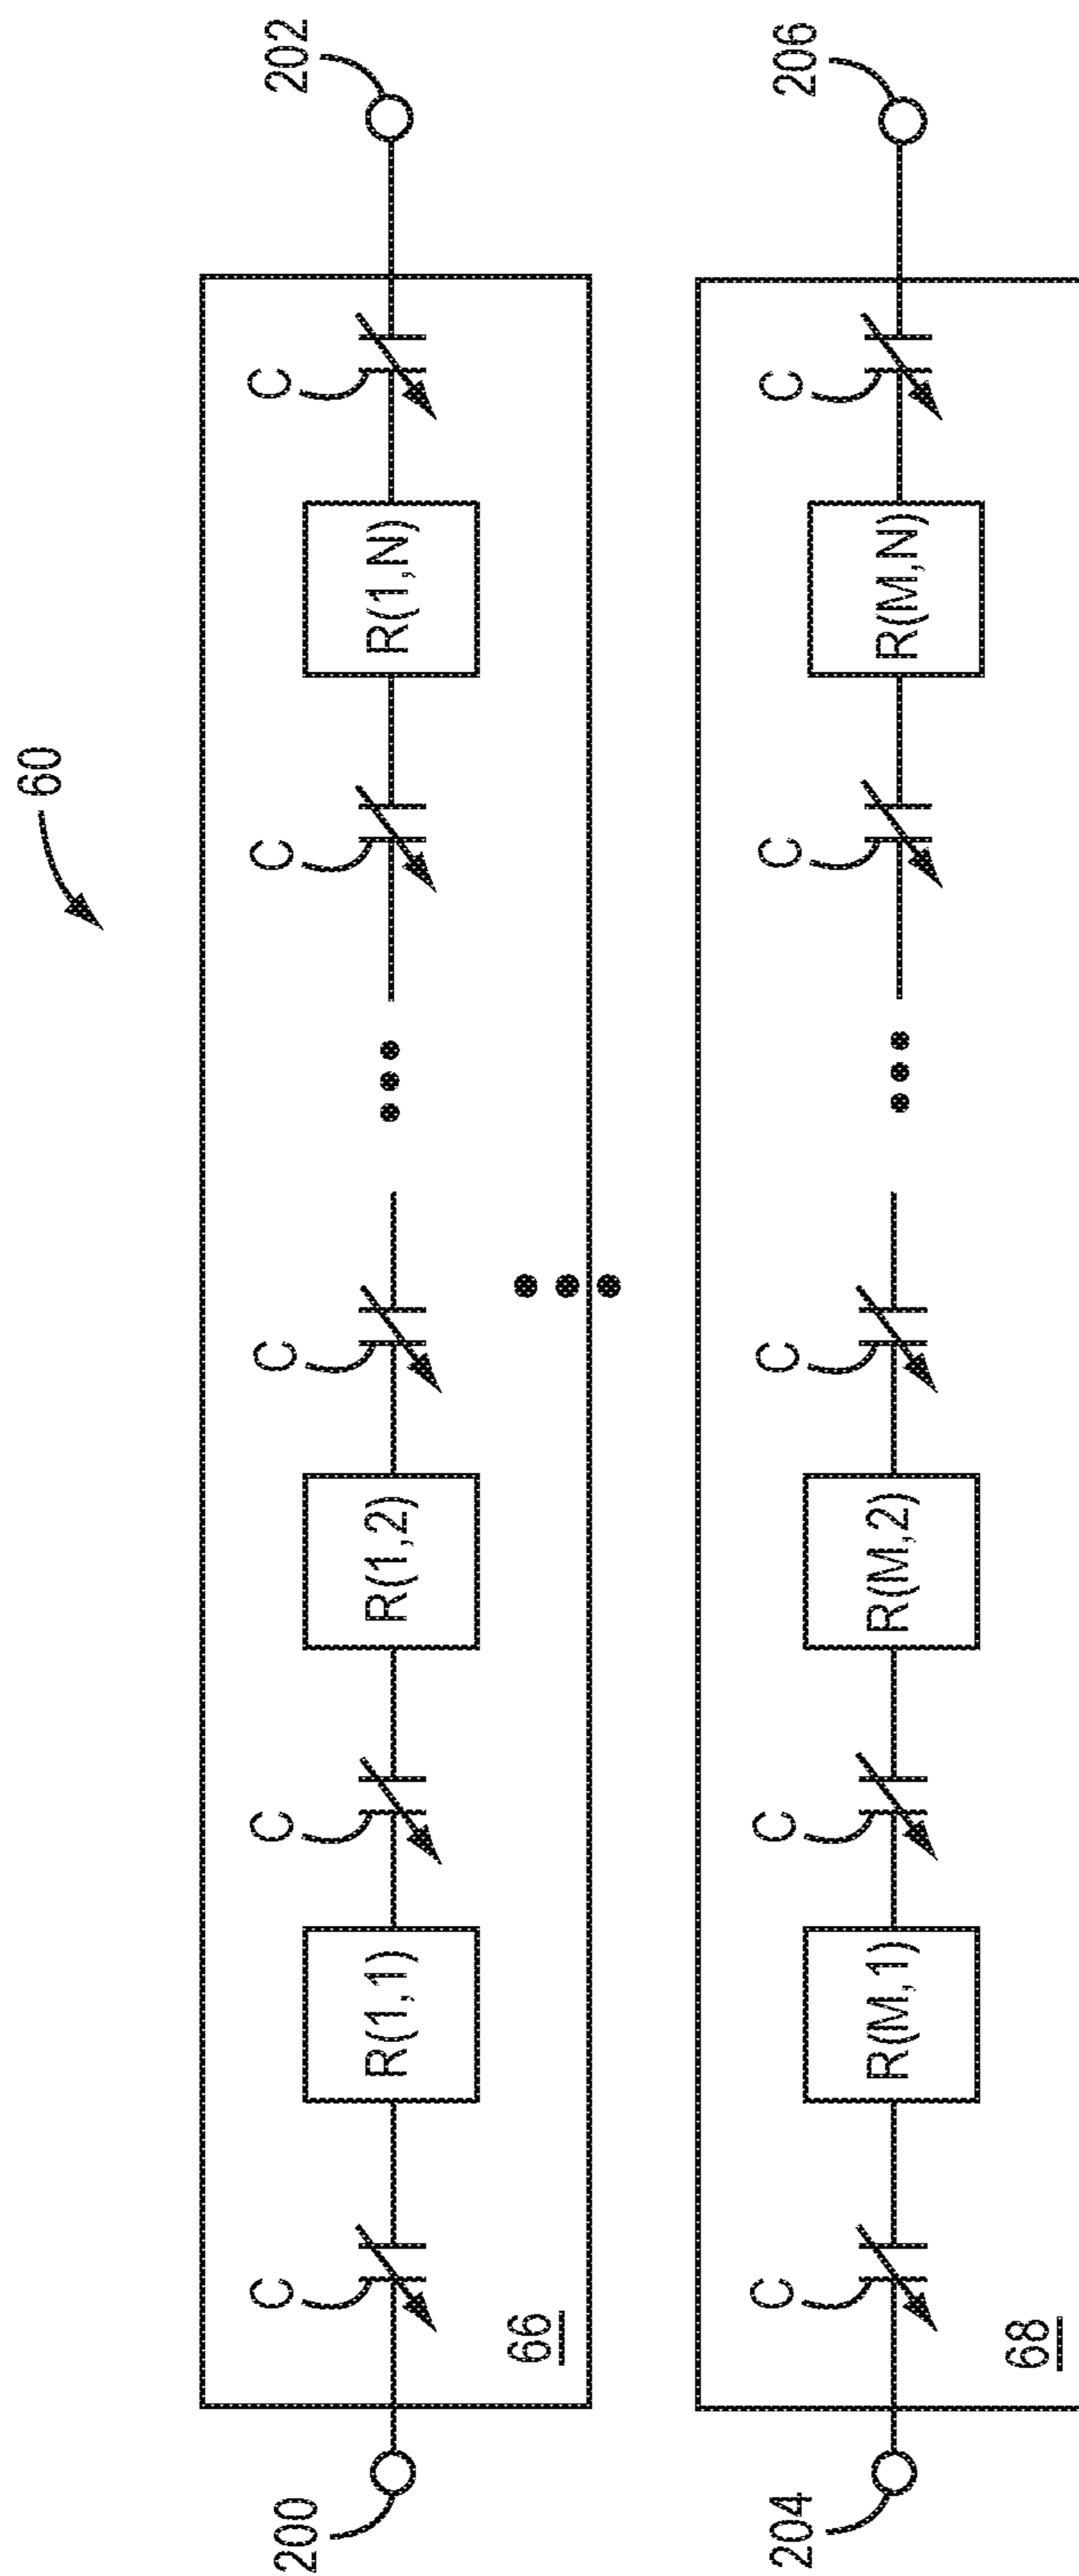 60
C
C
C
C
C
200
R(1,1)
R(1,2)
R(1,N)
202
66
C
C
C
C
C
204
R(M,1)
R(M,2)
R(M,N)
206
68